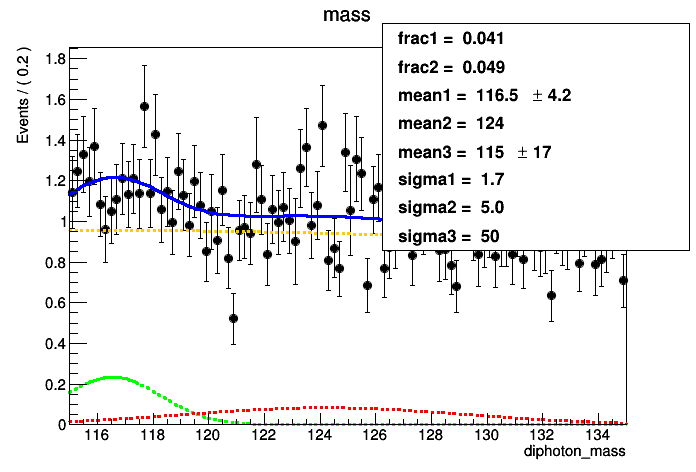 mass
frac1 = 0.041
frac2 = 0.049
mean1 = 116.5 ± 4.2
mean2 = 124
mean3 = 115 ± 17
sigma1 = 1.7
sigma2 = 5.0
sigma3 = 50
Events / ( 0.2 )
1.8
1.6
1.4
1.2
1
0.8
0.6
0.4
0.2
0
116 118 120 122 124 126 128 130 132 134
diphoton_mass